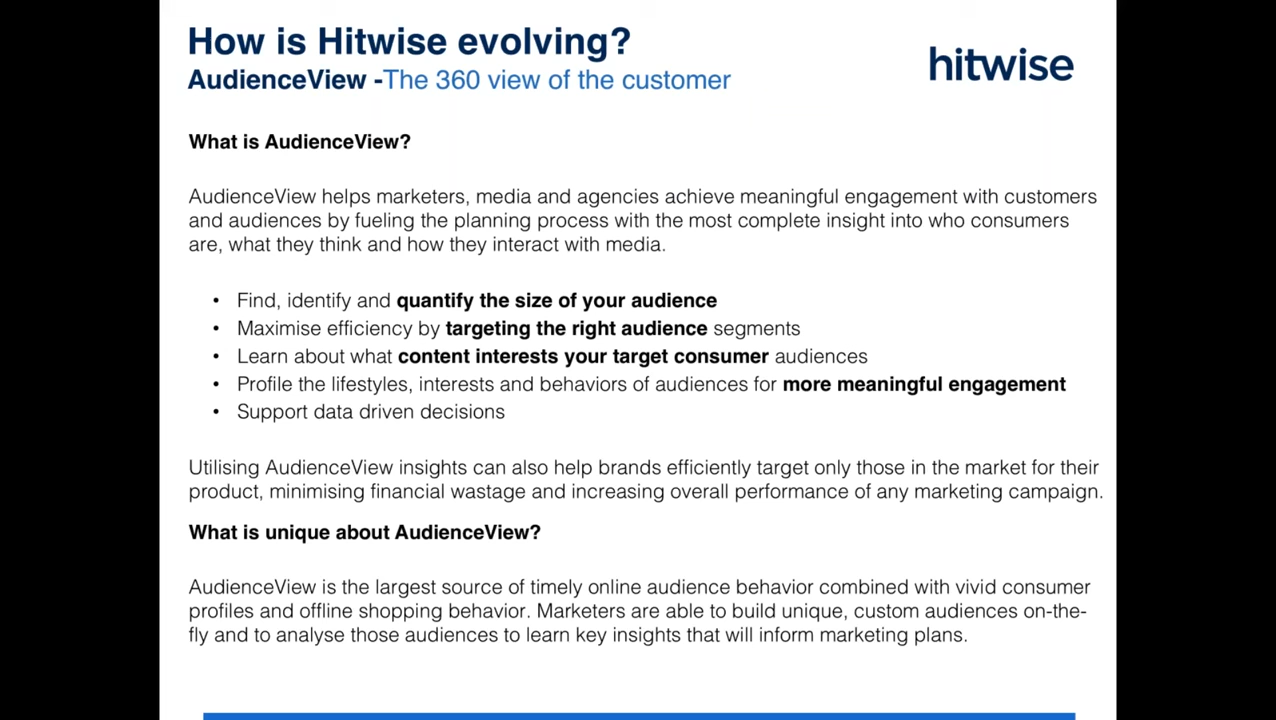 How is Hitwise evolving?
AudienceView -The 360 view of the customer
hitwise
What is AudienceView?
AudienceView helps marketers, media and agencies achieve meaningful engagement with customers
and audiences by fueling the planning process with the most complete insight into who consumers
are, what they think and how they interact with media.
• Find, identify and quantify the size of your audience
• Maximise efficiency by targeting the right audience segments
• Learn about what content interests your target consumer audiences
• Profile the lifestyles, interests and behaviors of audiences for more meaningful engagement
• Support data driven decisions
Utilising AudienceView insights can also help brands efficiently target only those in the market for their
product, minimising financial wastage and increasing overall performance of any marketing campaign.
What is unique about AudienceView?
AudienceView is the largest source of timely online audience behavior combined with vivid consumer
profiles and offline shopping behavior. Marketers are able to build unique, custom audiences on-the-
fly and to analyse those audiences to learn key insights that will inform marketing plans.